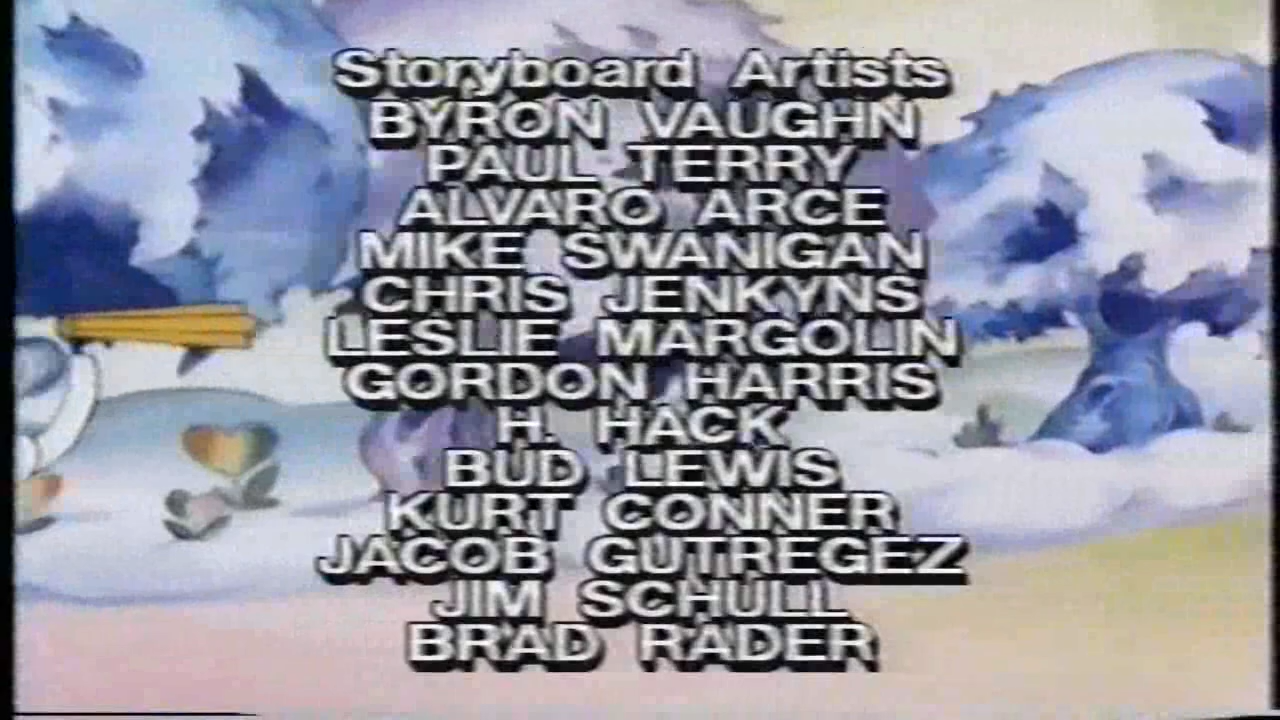 Storyboard Artists
BYRON VAUGHN
PAUL TERRY
ALVARO ARCE
MIKE SWANIGAN
CHRIS JENKYNS
LESLIE MARGOLIN
GORDON HARRIS
H. HACK
BUD LEWIS
KURT CONNER
JACOB GUTREGEZ
JIM SCHULL
BRAD RADER